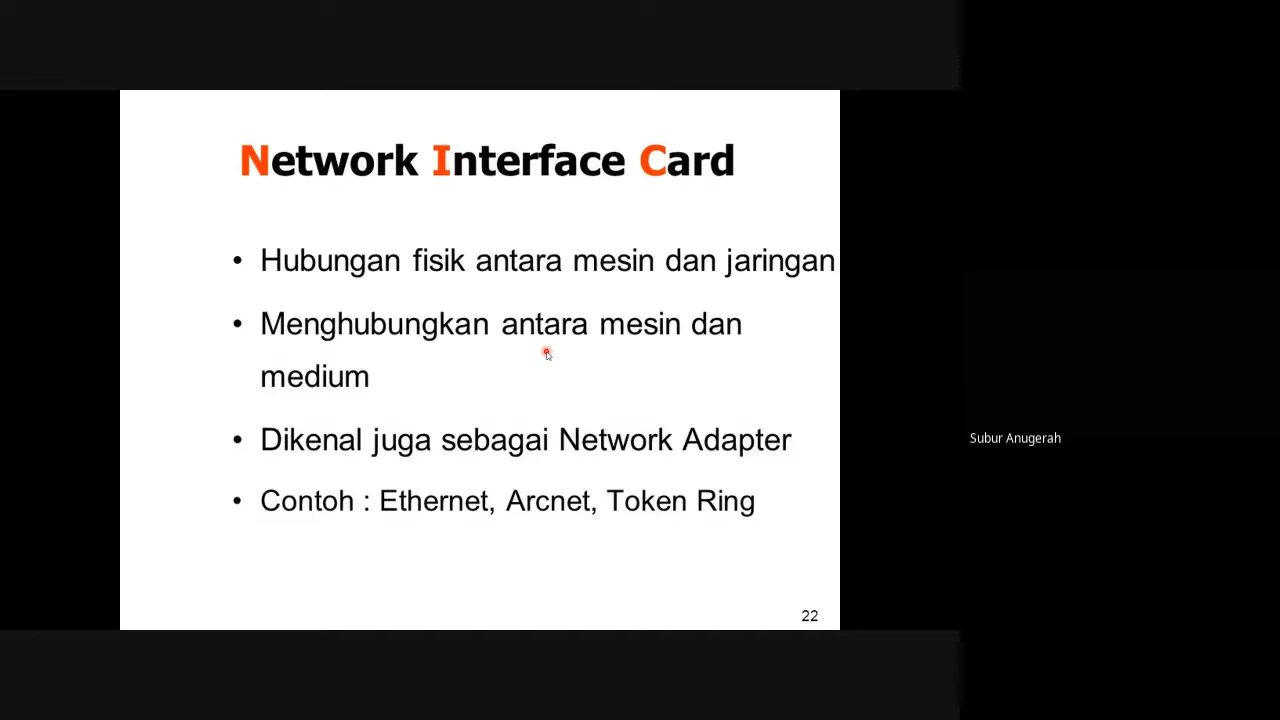 Network Interface Card
• Hubungan fisik antara mesin dan jaringan
• Menghubungkan antara mesin dan
medium
• Dikenal juga sebagai Network Adapter
• Contoh : Ethernet, Arcnet, Token Ring
22
Subur Anugerah